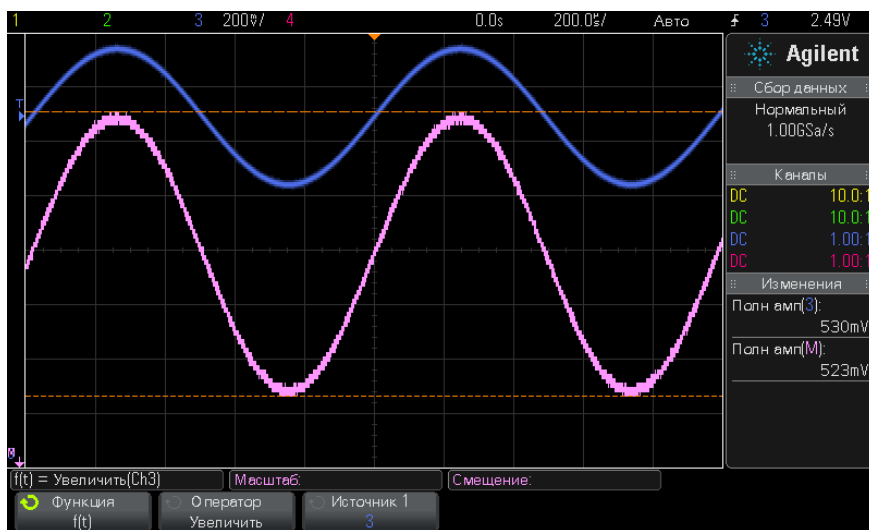 1 2 3 200▿/ 4 0.0s 200.0▿/ Авто 3 2.49V
T
Agilent
Сбор данных
Нормальный
1.00GSa/s
Каналы
DC 10.0:1
DC 10.0:1
DC 1.00:1
DC 1.00:1
Изменения
Полн амп(3):
530mV
Полн амп(M):
523mV
f(t) = Увеличить(Ch3) Масштаб: Смещение:
Функция
f(t)
Оператор
Увеличить
Источник 1
3